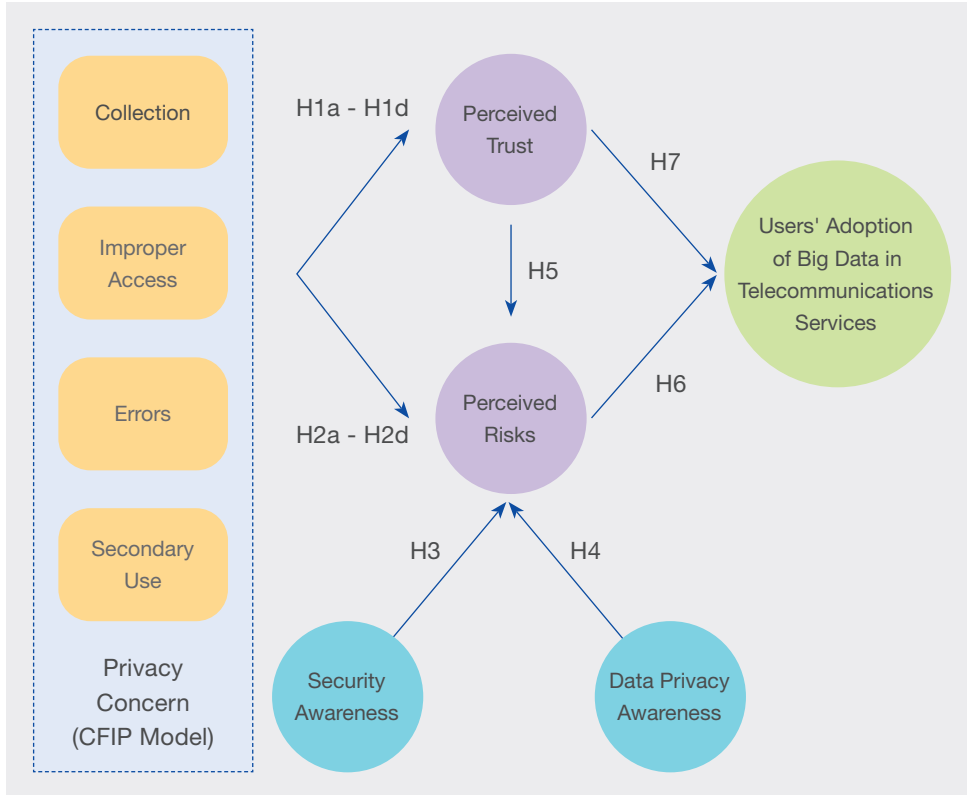 Collection
Improper
Access
Errors
Secondary
Use
Privacy
Concern
(CFIP Model)
H1a - H1d
H2a - H2d
Perceived
Trust
H5
Perceived
Risks
H7
H6
Users' Adoption
of Big Data in
Telecommunications
Services
H3
H4
Security
Awareness
Data Privacy
Awareness